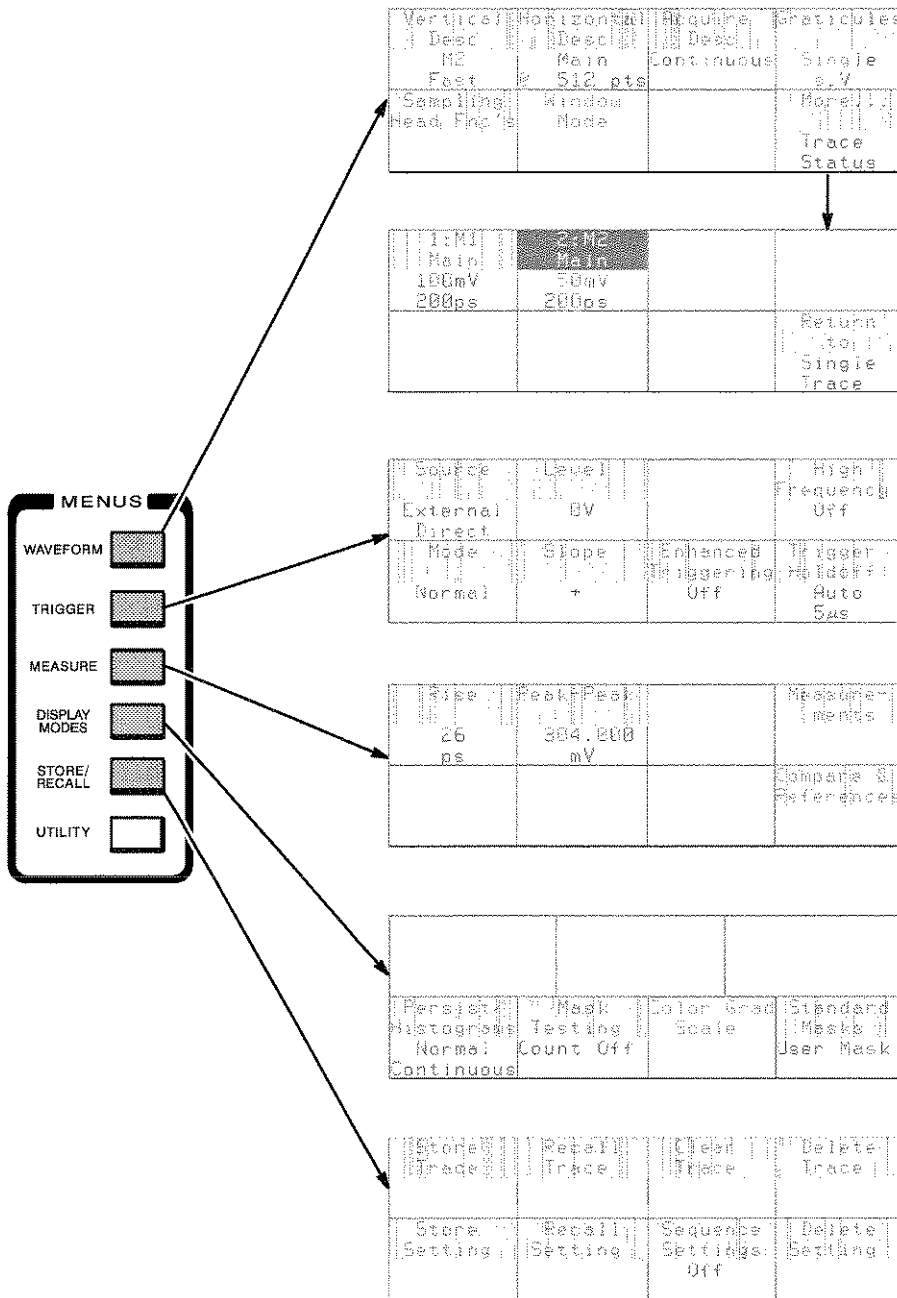 Vertical Horizontal Acquire Graticules
Desc Desc Desc
M2 Main Continuous Single
Fast 512 pts s.V
Sampling Window More...
Head Fnc's Mode
Trace
Status
1:M1 2:M2
Main Main
100mV 50mV
200ps 200ps
Return
to
Single
Trace
MENUS
WAVEFORM
TRIGGER
MEASURE
DISPLAY
MODES
STORE/
RECALL
UTILITY
Source Level High
Frequency
External 0V Off
Direct
Mode Slope Enhanced Trigger
Triggering Holdoff
Normal + Off Auto
5µs
Rise Peak-Peak Measure-
ments
26 304.000
ps mV
Compare &
References
Persist/ Mask Color Grad Standard
Histograms Testing Scale Masks
Normal Count Off User Mask
Continuous
Store Recall Clear Delete
Trace Trace Trace Trace
Store Recall Sequence Delete
Setting Setting Settings Setting
Off